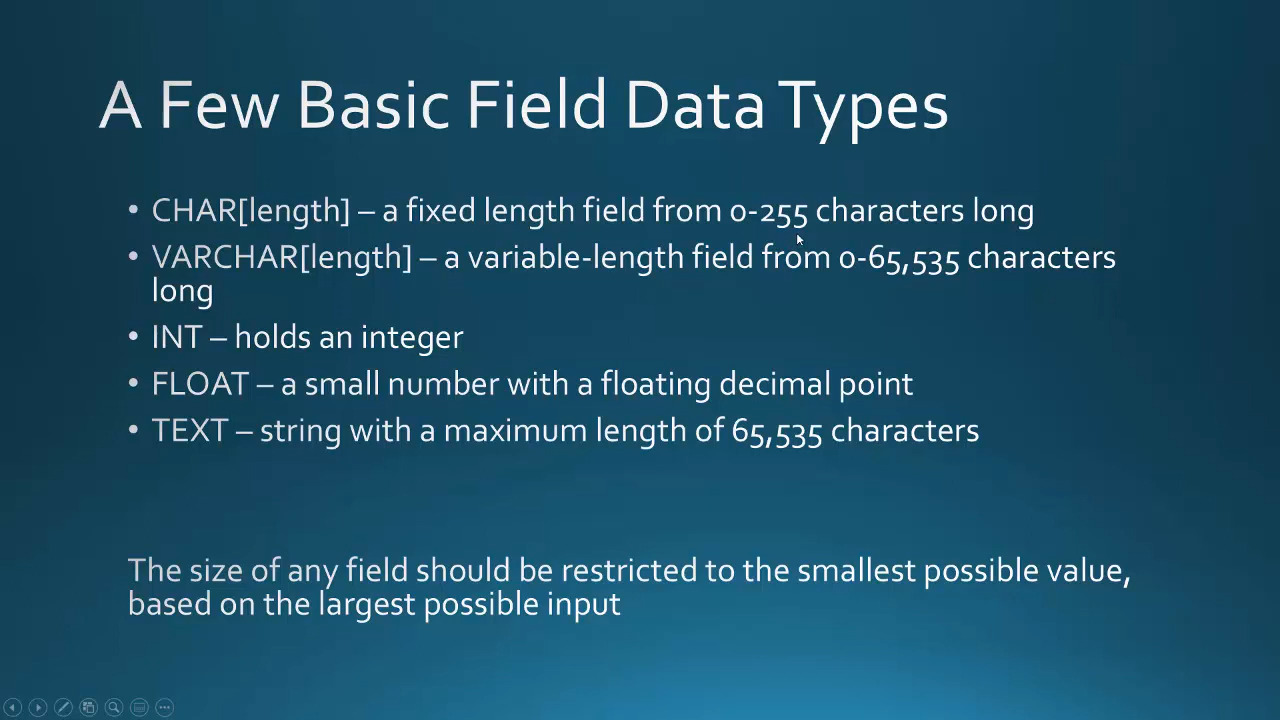 A Few Basic Field Data Types
• CHAR[length] – a fixed length field from 0-255 characters long
• VARCHAR[length] – a variable-length field from 0-65,535 characters
long
• INT – holds an integer
• FLOAT – a small number with a floating decimal point
• TEXT – string with a maximum length of 65,535 characters
The size of any field should be restricted to the smallest possible value,
based on the largest possible input